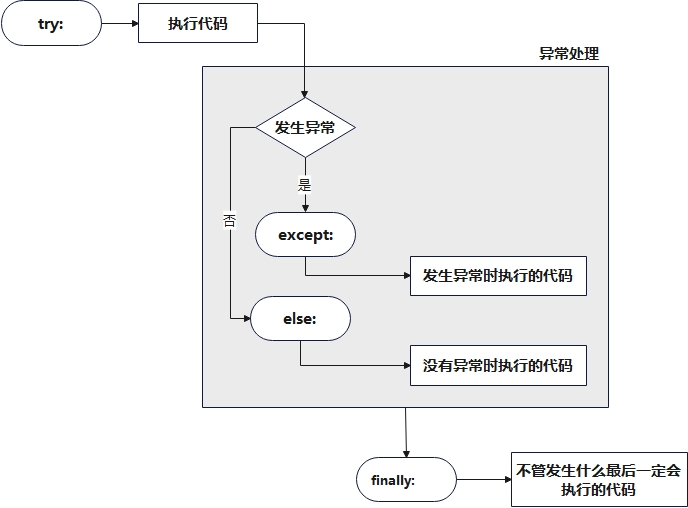 try:
执行代码
异常处理
发生异常
是
否
except:
发生异常时执行的代码
else:
没有异常时执行的代码
finally:
不管发生什么最后一定会
执行的代码